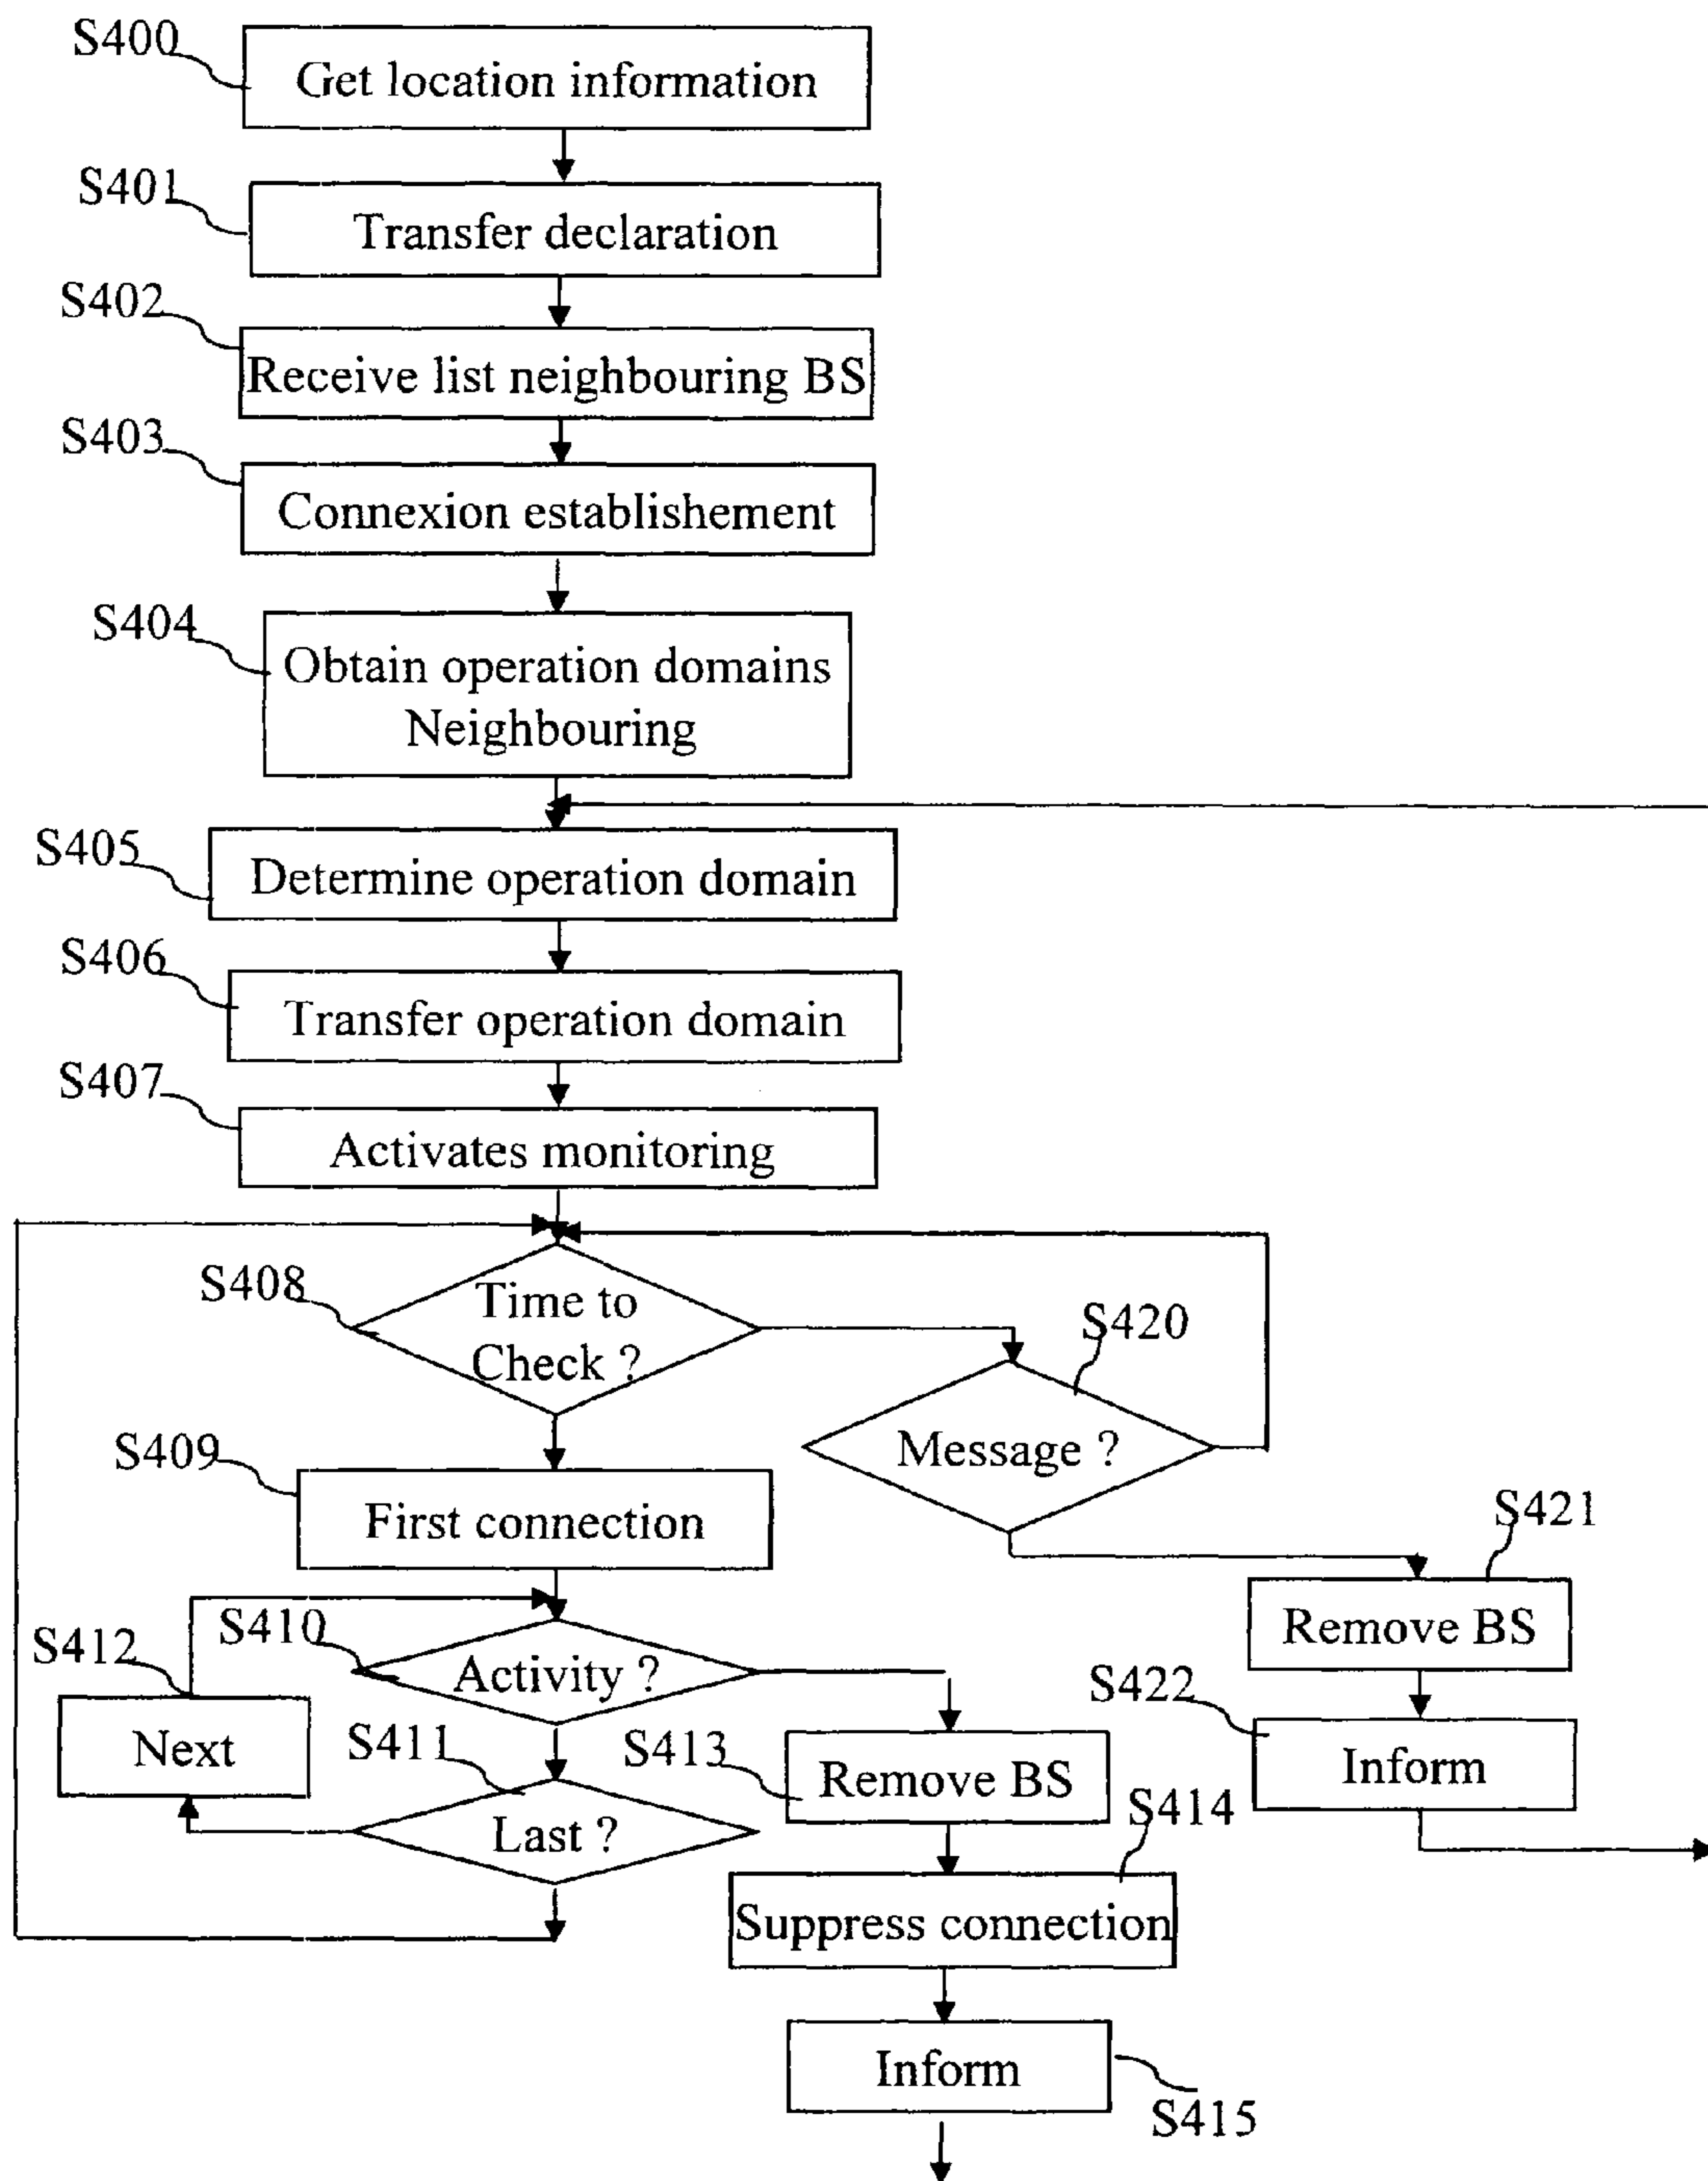 S400
Get location information
S401
Transfer declaration
S402
Receive list neighbouring BS
S403
Connexion establishement
S404
Obtain operation domains
Neighbouring
S405
Determine operation domain
S406
Transfer operation domain
S407
Activates monitoring
S408
Time to
Check ?
S420
Message ?
S409
First connection
S421
Remove BS
S410
Activity ?
S412
Next
S422
Inform
S411
Last ?
S413
Remove BS
S414
Suppress connection
Inform
S415